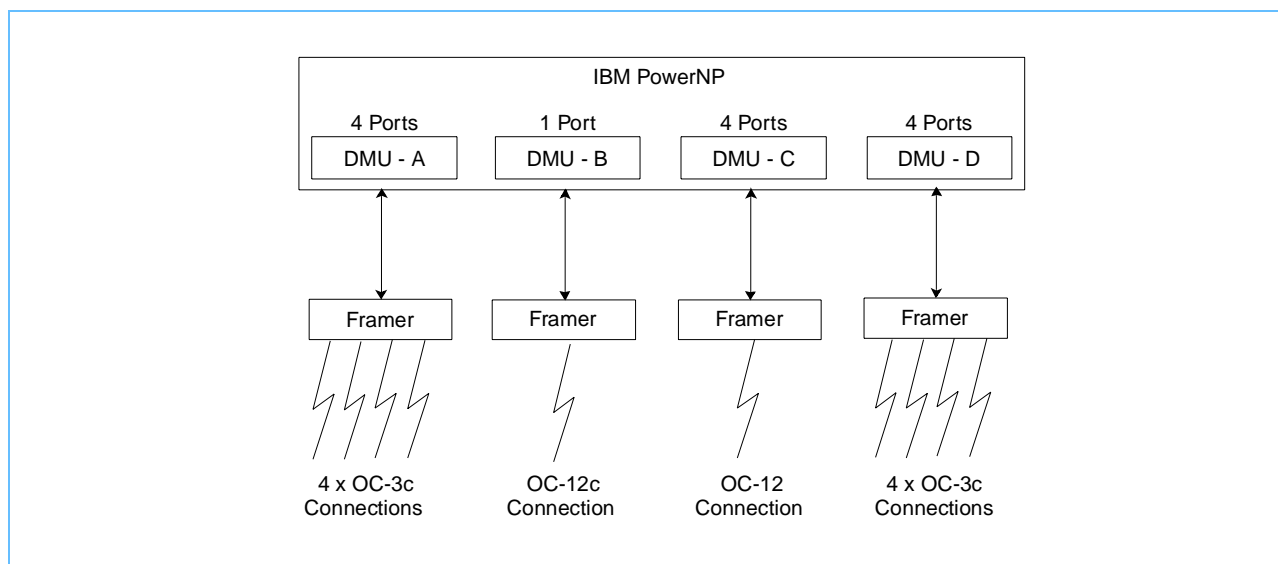 IBM PowerNP
4 Ports
1 Port
4 Ports
4 Ports
DMU - A
DMU - B
DMU - C
DMU - D
Framer
Framer
Framer
Framer
4 x OC-3c
Connections
OC-12c
Connection
OC-12
Connection
4 x OC-3c
Connections